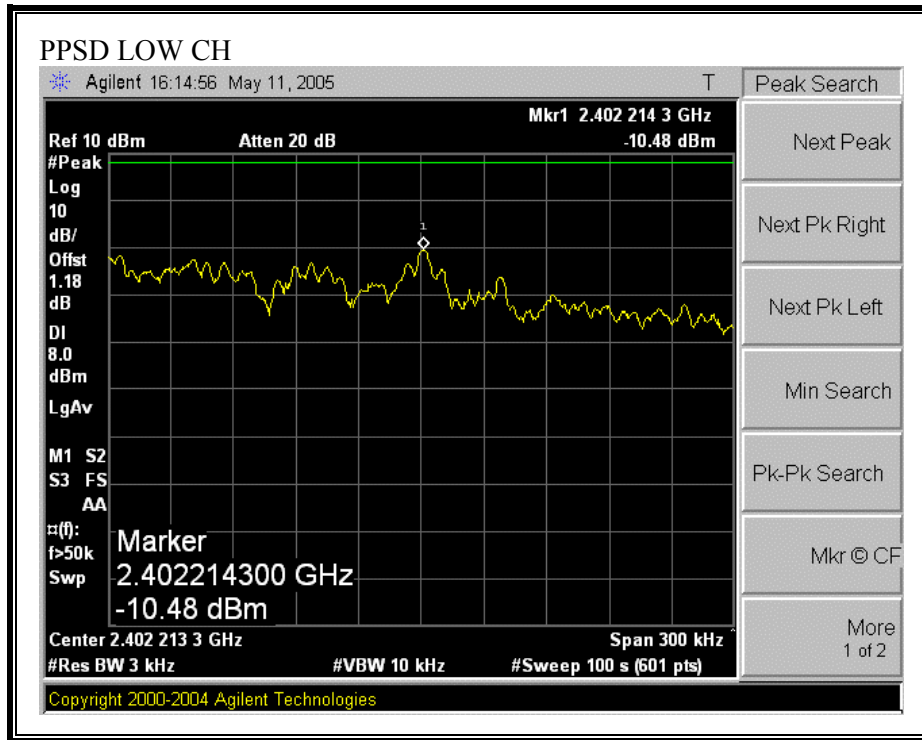 PPSD LOW CH
Agilent 16:14:56 May 11, 2005 T
Peak Search
Mkr1 2.402 214 3 GHz
Ref 10 dBm Atten 20 dB -10.48 dBm
#Peak
Log
10
dB/
Offst
1.18
dB
DI
8.0
dBm
LgAv
M1 S2
S3 FS
AA
¤(f):
f>50k
Swp
1
Marker
2.402214300 GHz
-10.48 dBm
Center 2.402 213 3 GHz Span 300 kHz
#Res BW 3 kHz #VBW 10 kHz #Sweep 100 s (601 pts)
Copyright 2000-2004 Agilent Technologies
Next Peak
Next Pk Right
Next Pk Left
Min Search
Pk-Pk Search
Mkr © CF
More
1 of 2